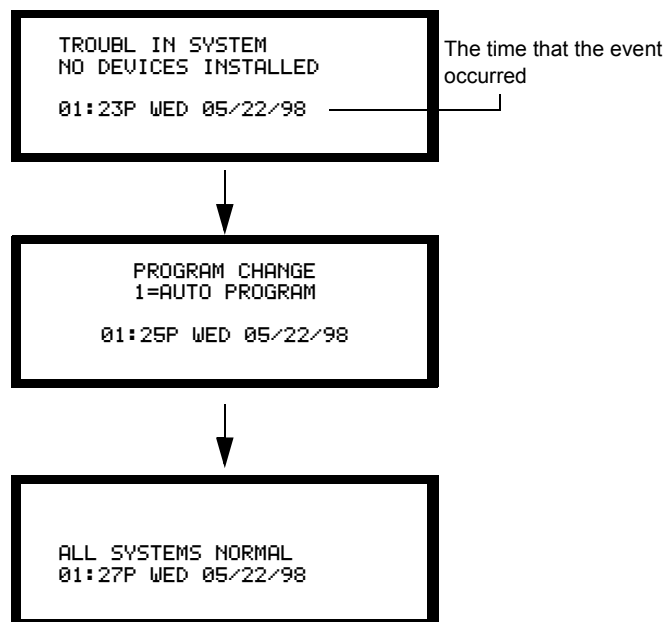 TROUBL IN SYSTEM
NO DEVICES INSTALLED
01:23P WED 05/22/98
The time that the event
occurred
PROGRAM CHANGE
1=AUTO PROGRAM
01:25P WED 05/22/98
ALL SYSTEMS NORMAL
01:27P WED 05/22/98